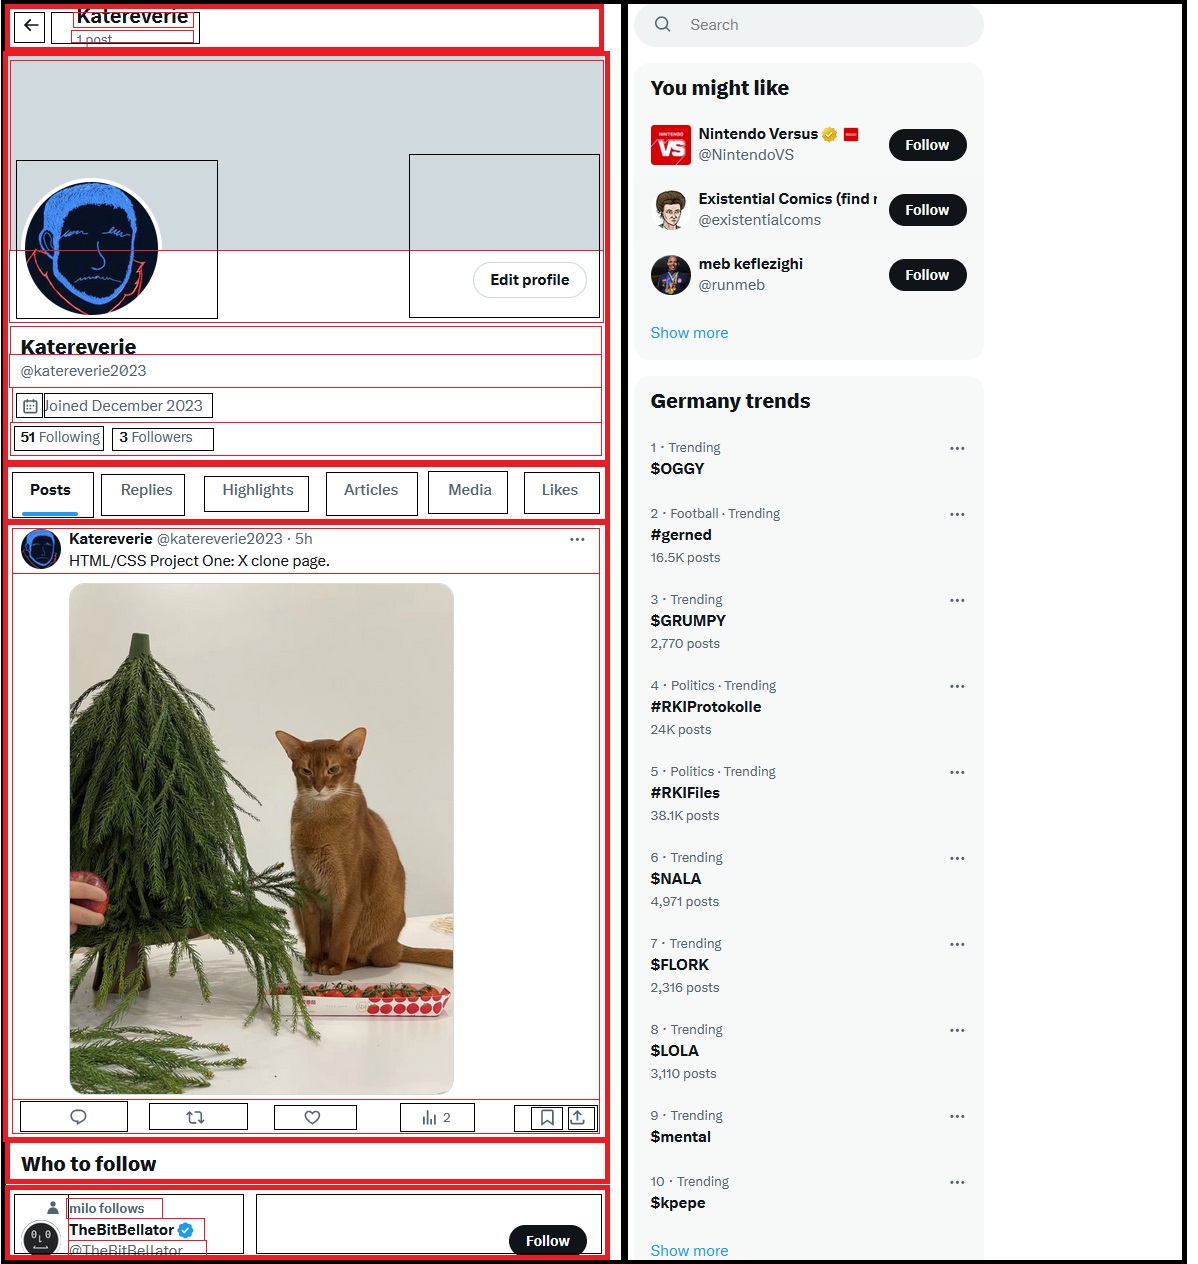 Katereverie
1 post
Edit profile
Katereverie
@katereverie2023
Joined December 2023
51 Following 3 Followers
Posts Replies Highlights Articles Media Likes
Katereverie @katereverie2023 · 5h
HTML/CSS Project One: X clone page.
2
Who to follow
milo follows
TheBitBellator
@TheBitBellator
Follow
Search
You might like
NINTENDO
VS
Nintendo Versus
@NintendoVS
Follow
Existential Comics (find
@existentialcoms
Follow
meb keflezighi
@runmeb
Follow
Show more
Germany trends
1 · Trending
$OGGY
2 · Football · Trending
#gerned
16.5K posts
3 · Trending
$GRUMPY
2,770 posts
4 · Politics · Trending
#RKIProtokolle
24K posts
5 · Politics · Trending
#RKIFiles
38.1K posts
6 · Trending
$NALA
4,971 posts
7 · Trending
$FLORK
2,316 posts
8 · Trending
$LOLA
3,110 posts
9 · Trending
$mental
10 · Trending
$kpepe
Show more